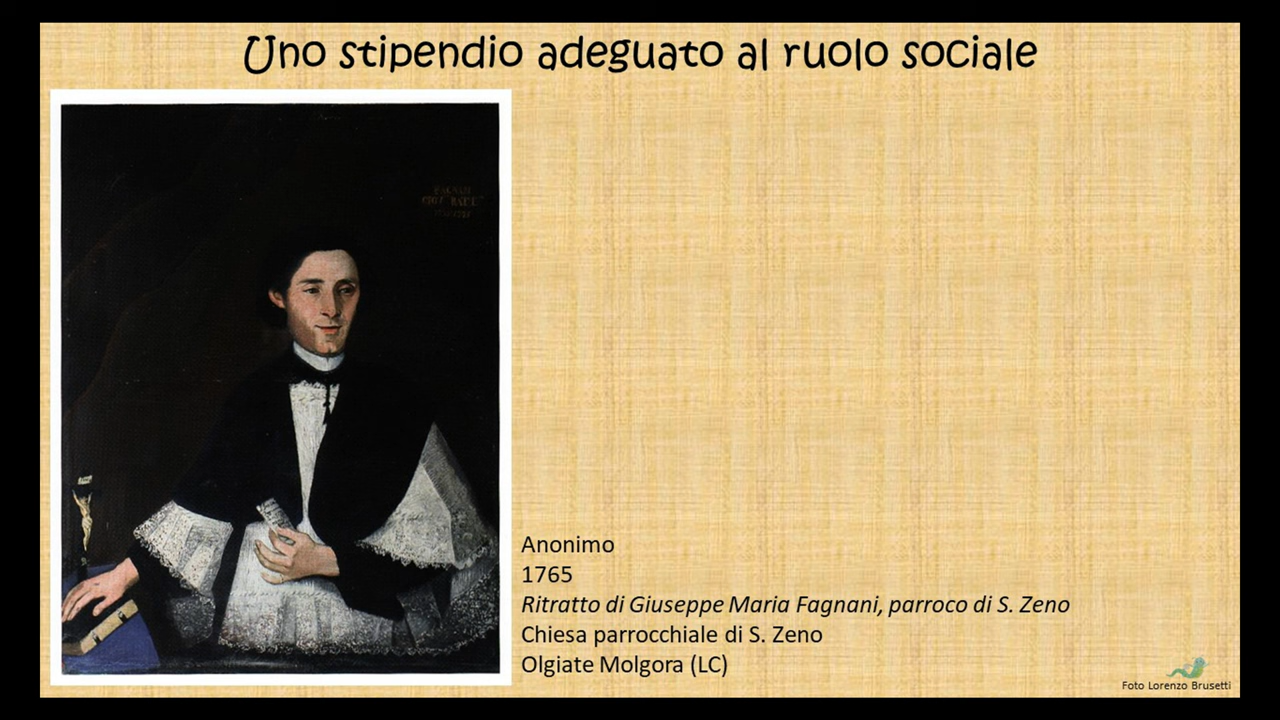 Uno stipendio adeguato al ruolo sociale
Anonimo
1765
Ritratto di Giuseppe Maria Fagnani, parroco di S. Zeno
Chiesa parrocchiale di S. Zeno
Olgiate Molgora (LC)
Foto Lorenzo Brusetti